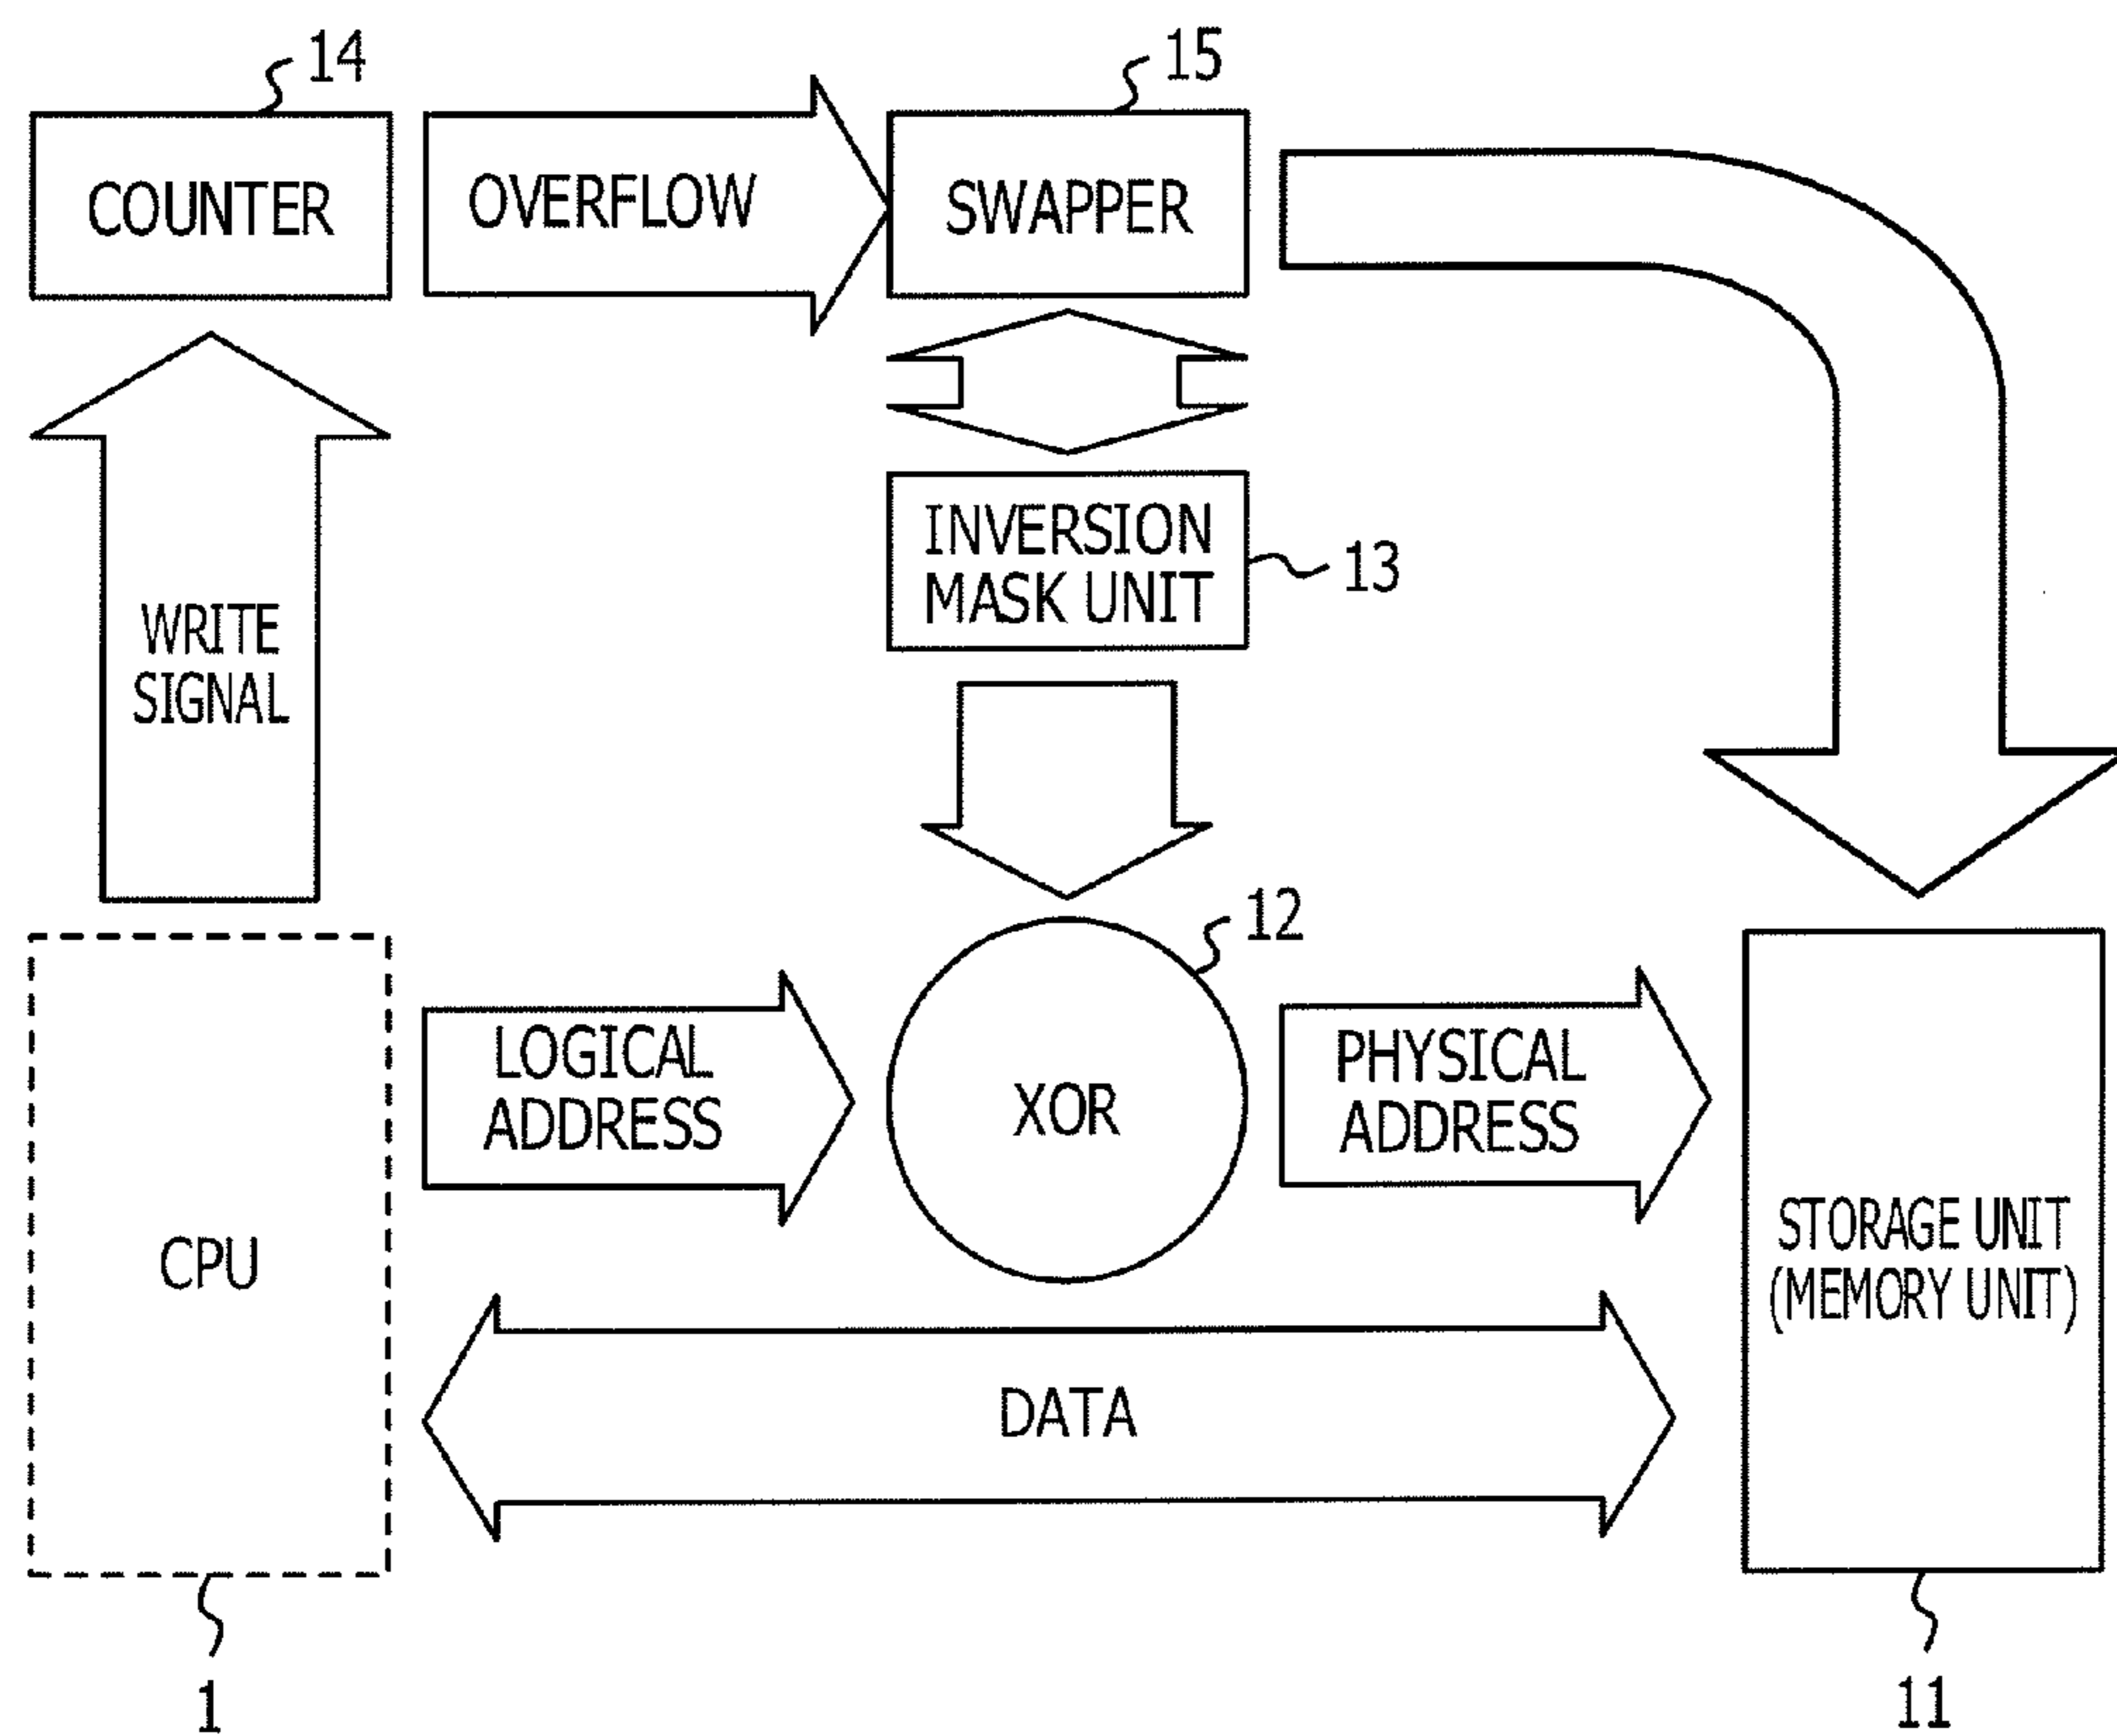 14
15
COUNTER
OVERFLOW
SWAPPER
INVERSION
MASK UNIT
13
WRITE
SIGNAL
12
LOGICAL
ADDRESS
XOR
PHYSICAL
ADDRESS
CPU
STORAGE UNIT
(MEMORY UNIT)
DATA
1
11